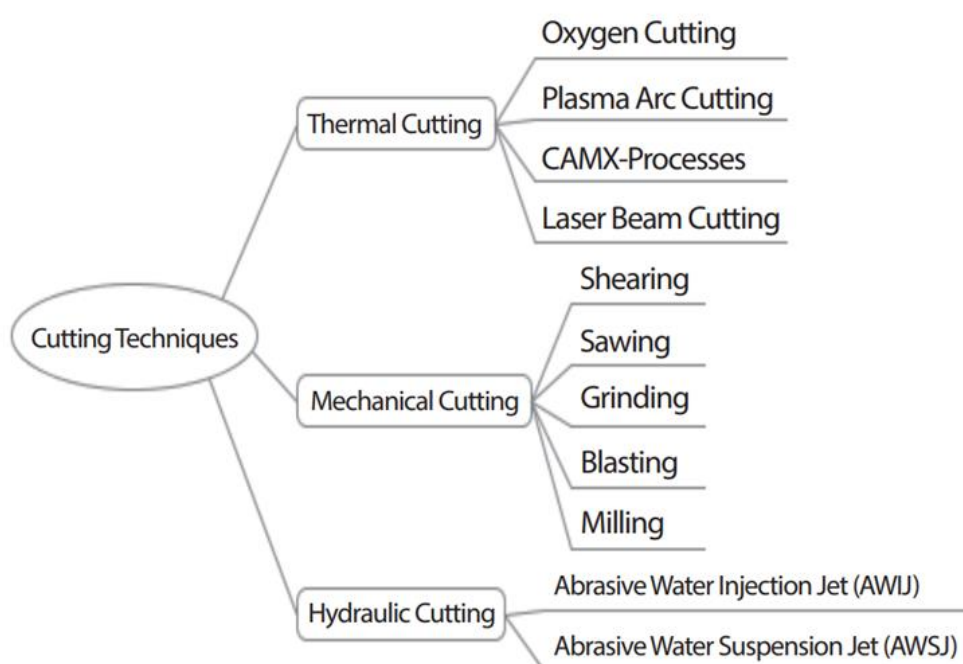 Oxygen Cutting
Plasma Arc Cutting
Thermal Cutting
CAMX-Processes
Laser Beam Cutting
Shearing
Sawing
Cutting Techniques
Mechanical Cutting
Grinding
Blasting
Milling
Abrasive Water Injection Jet (AWIJ)
Hydraulic Cutting
Abrasive Water Suspension Jet (AWSJ)